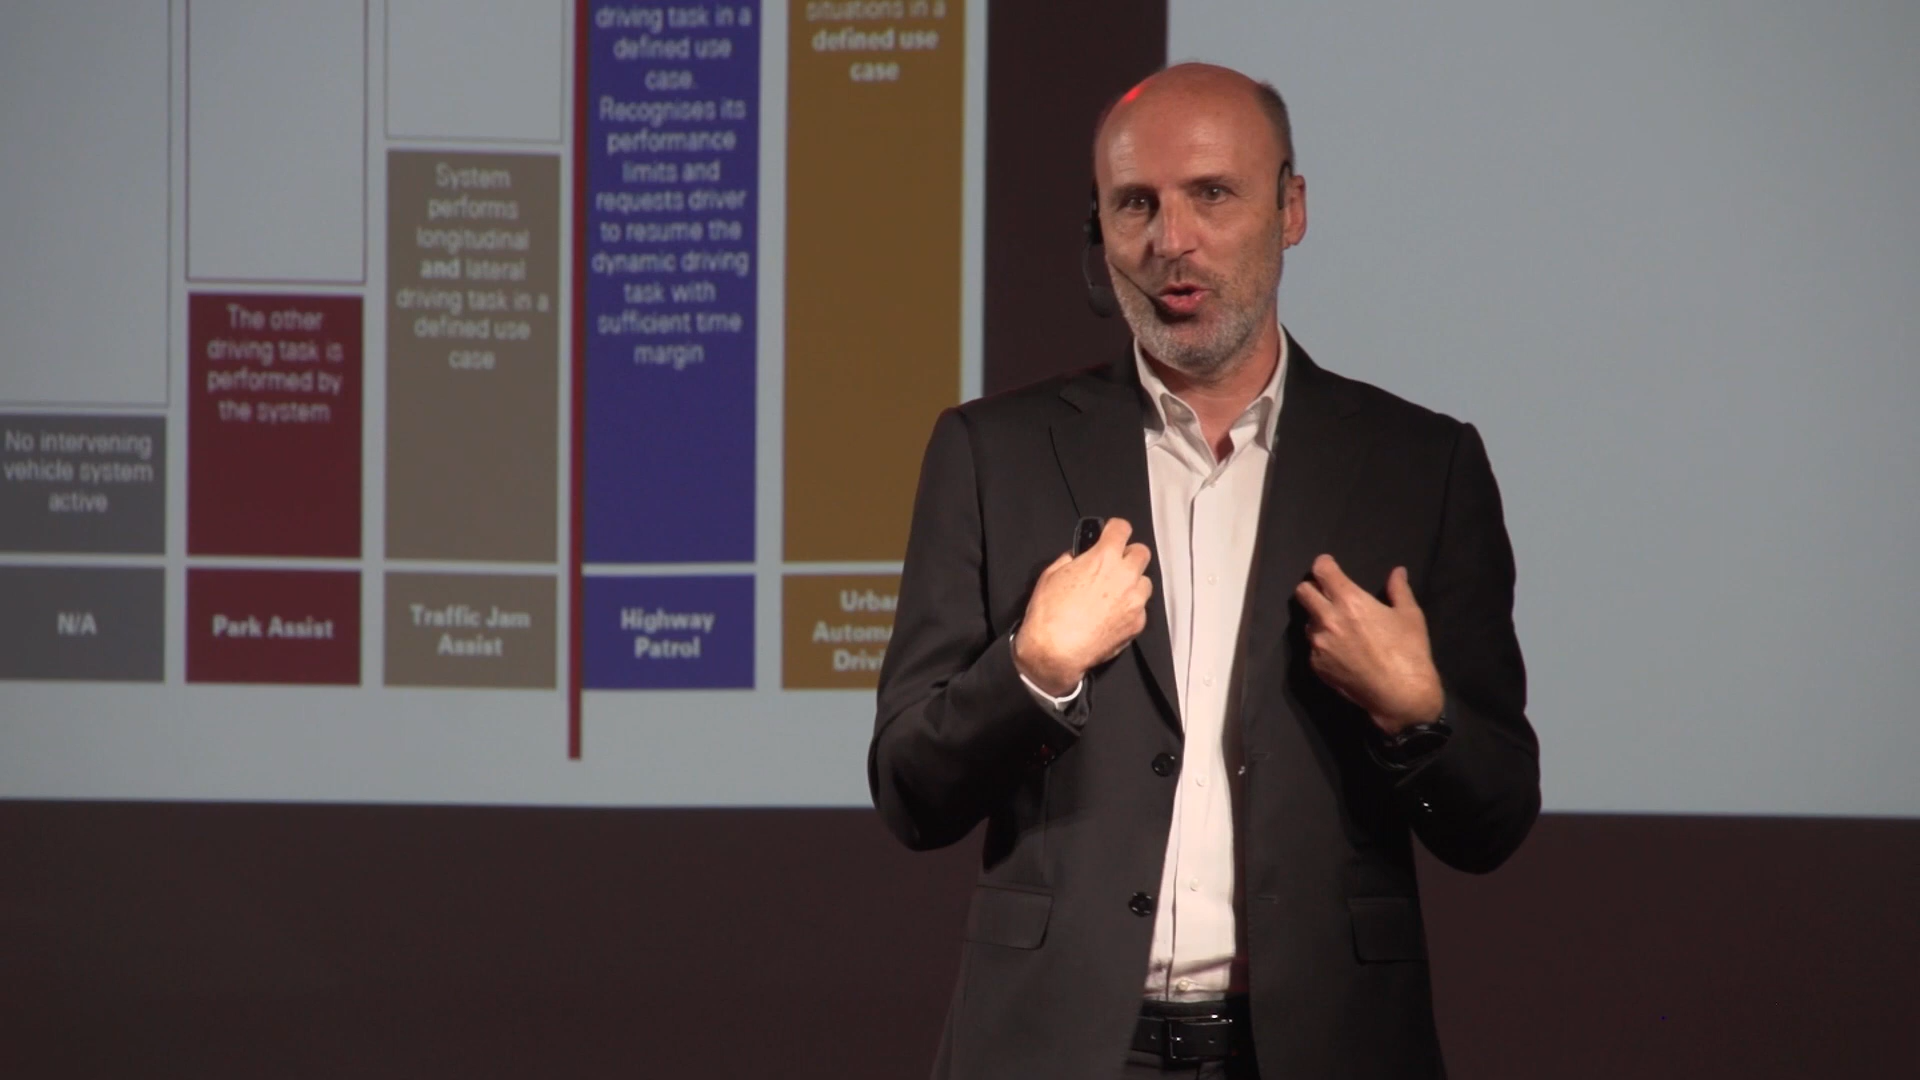 No intervening
vehicle system
active
N/A
The other
driving task is
performed by
the system
Park Assist
System
performs
longitudinal
and lateral
driving task in a
defined use
case
Traffic Jam
Assist
driving task in a
defined use
case.
Recognises its
performance
limits and
requests driver
to resume the
dynamic driving
task with
sufficient time
margin
Highway
Patrol
situations in a
defined use
case